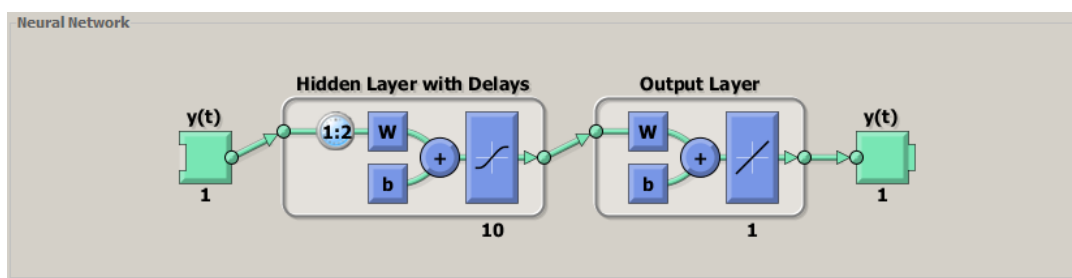 Neural Network
Hidden Layer with Delays
Output Layer
y(t)
1:2
W
b
+
10
W
b
+
1
y(t)
1
1